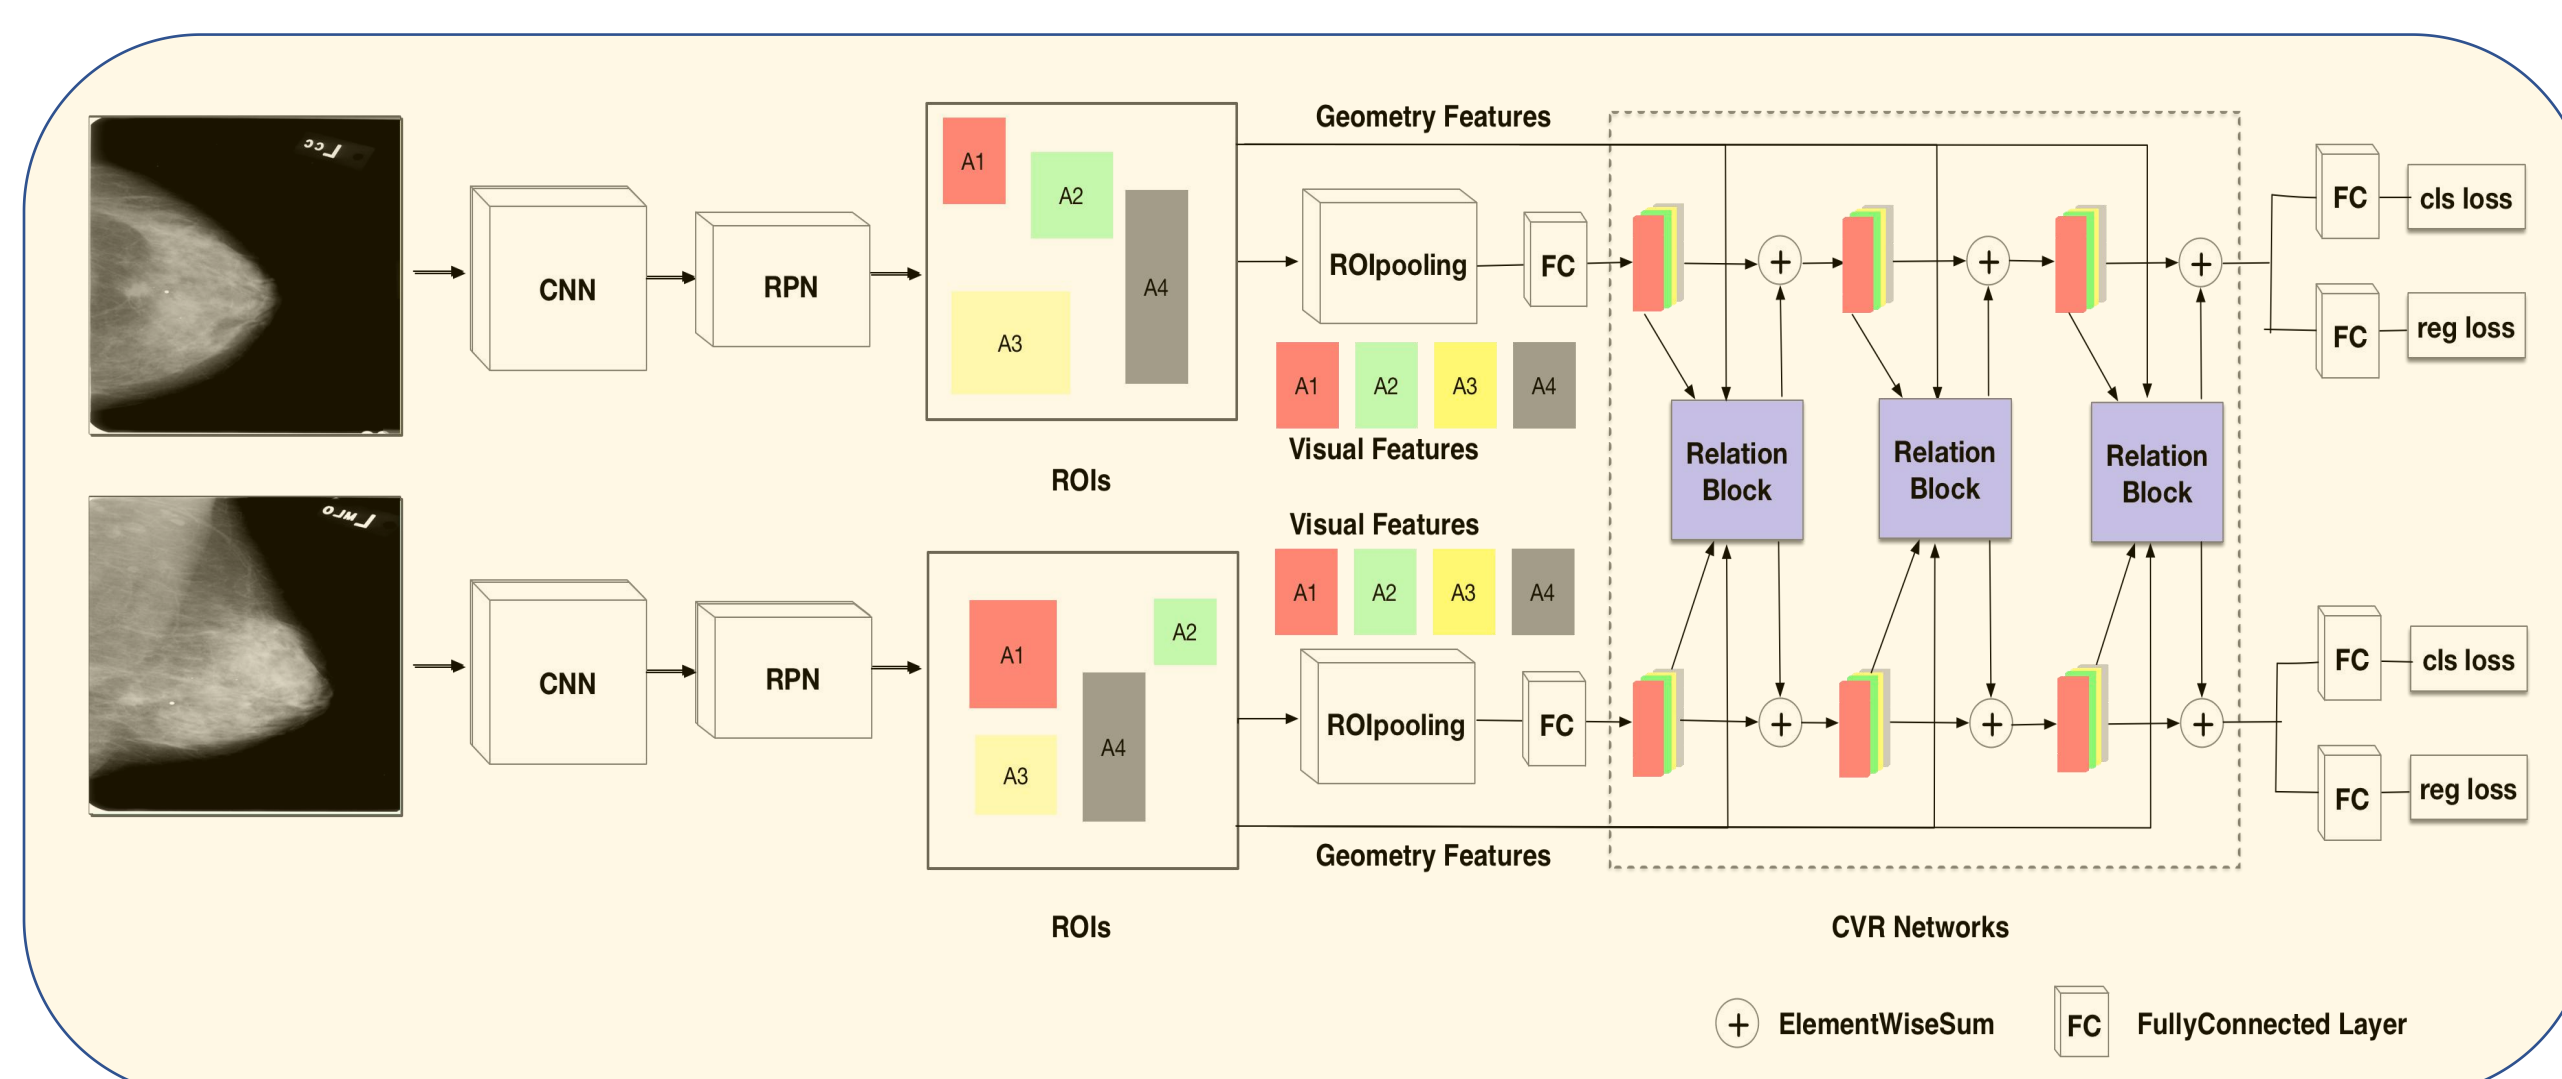 Geometry Features
L CC
A1
A2
A3
A4
CNN
RPN
ROIpooling
FC
FC
cls loss
FC
reg loss
A1 A2 A3 A4
Visual Features
ROIs
Relation
Block
Relation
Block
Relation
Block
L MLO
Visual Features
A1 A2 A3 A4
A1
A2
A3
A4
CNN
RPN
ROIpooling
FC
FC
cls loss
FC
reg loss
Geometry Features
ROIs
CVR Networks
ElementWiseSum
FC
FullyConnected Layer